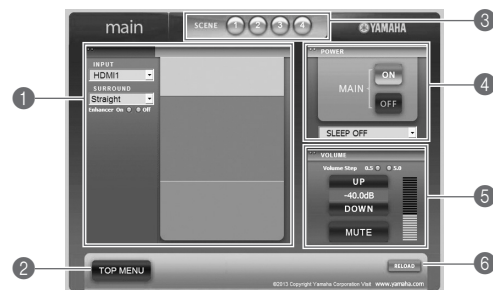 main
SCENE 1 2 3 4
YAMAHA
3
1
INPUT
HDMI1
SURROUND
Straight
Enhancer On Off
POWER
MAIN
ON
OFF
SLEEP OFF
4
VOLUME
Volume Step 0.5 5.0
UP
-40.0dB
DOWN
MUTE
5
2
TOP MENU
RELOAD
6
©2013 Copyright Yamaha Corporation Visit www.yamaha.com